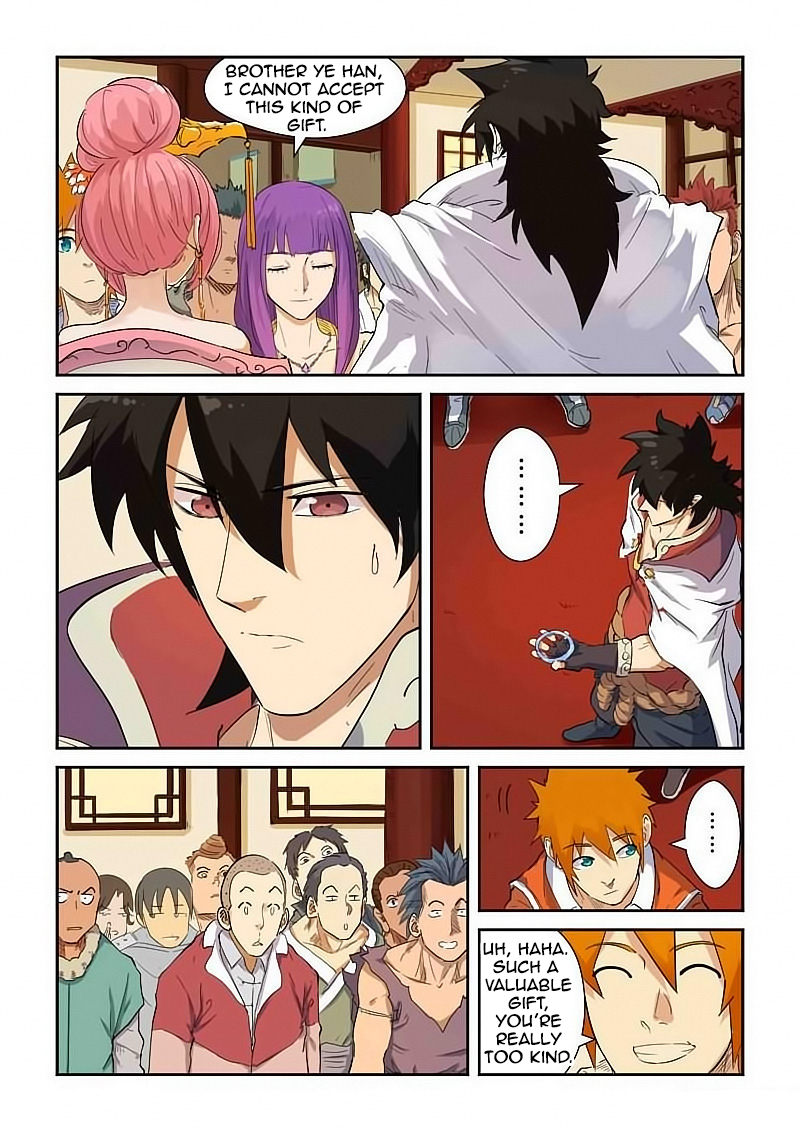 BROTHER YE HAN,
I CANNOT ACCEPT
THIS KIND OF
GIFT.
.......
.....
UH, HAHA.
SUCH A
VALUABLE
GIFT,
YOU'RE
REALLY
TOO KIND.